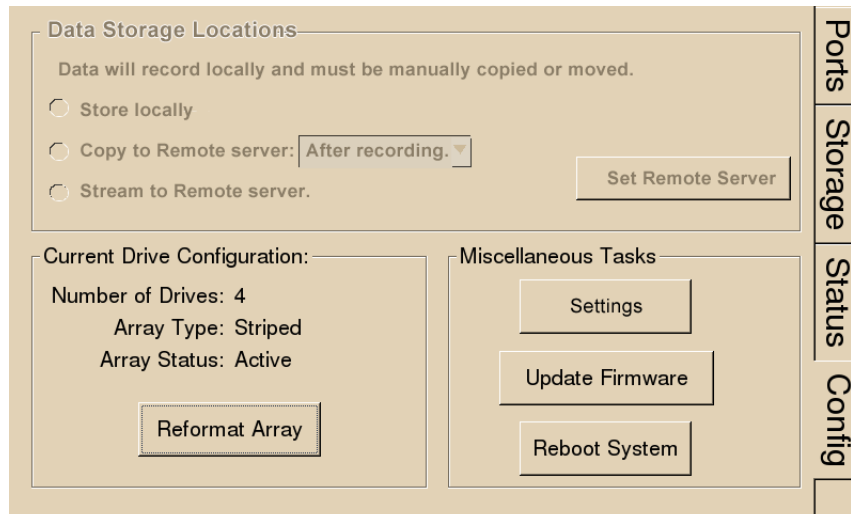 Data Storage Locations
Data will record locally and must be manually copied or moved.
Store locally
Copy to Remote server: After recording.
Stream to Remote server.
Set Remote Server
Current Drive Configuration:
Number of Drives: 4
Array Type: Striped
Array Status: Active
Reformat Array
Miscellaneous Tasks
Settings
Update Firmware
Reboot System
Ports
Storage
Status
Config